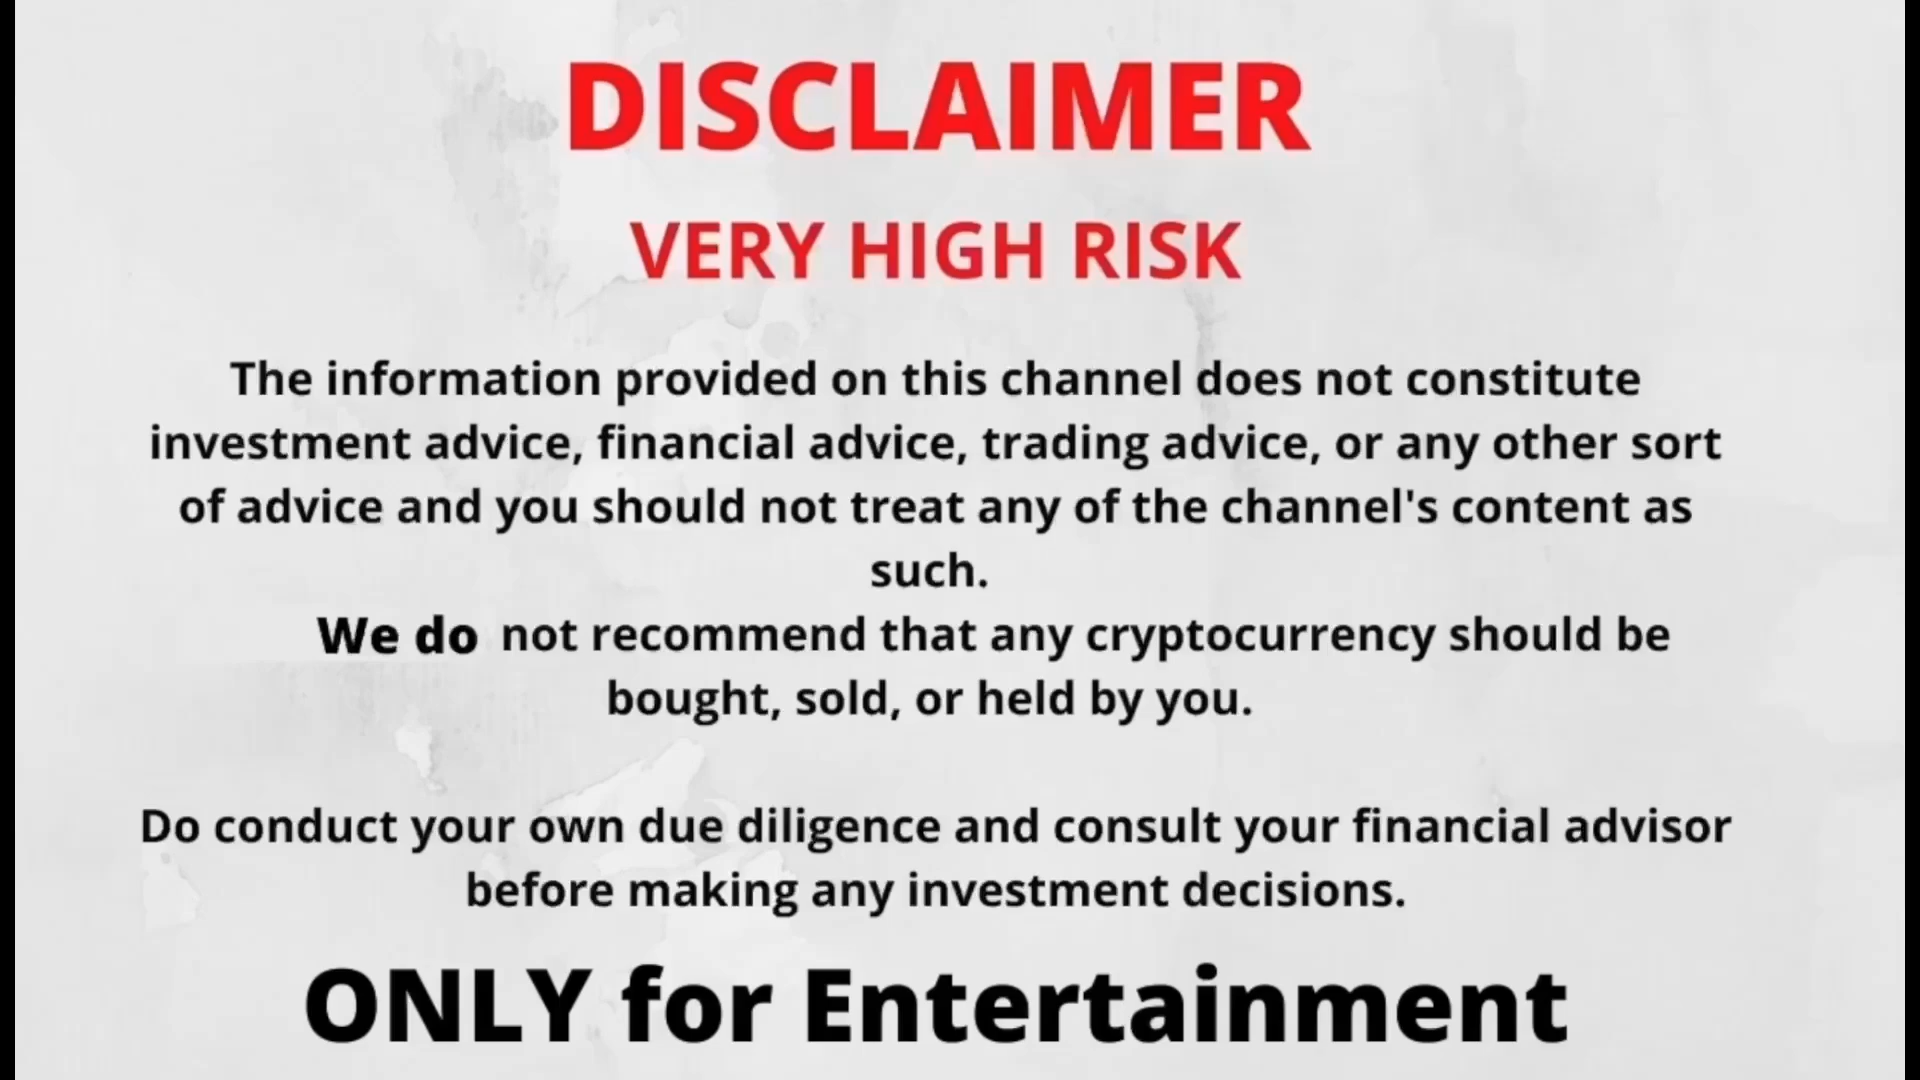 DISCLAIMER
VERY HIGH RISK
The information provided on this channel does not constitute
investment advice, financial advice, trading advice, or any other sort
of advice and you should not treat any of the channel's content as
such.
We do not recommend that any cryptocurrency should be
bought, sold, or held by you.
Do conduct your own due diligence and consult your financial advisor
before making any investment decisions.
ONLY for Entertainment